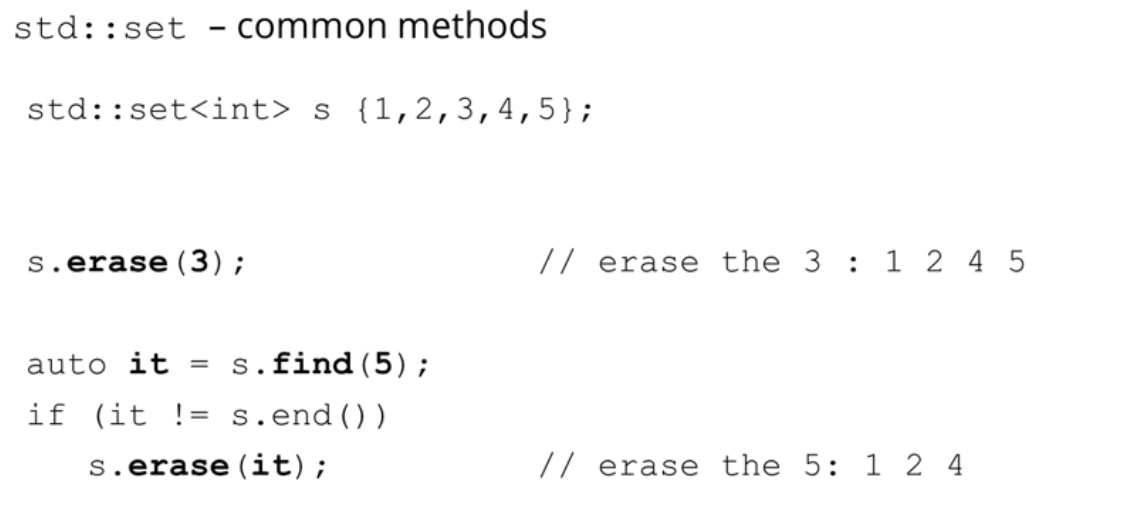 std::set – common methods
std::set<int> s {1,2,3,4,5};
s.erase(3); // erase the 3 : 1 2 4 5
auto it = s.find(5);
if (it != s.end())
s.erase(it); // erase the 5: 1 2 4